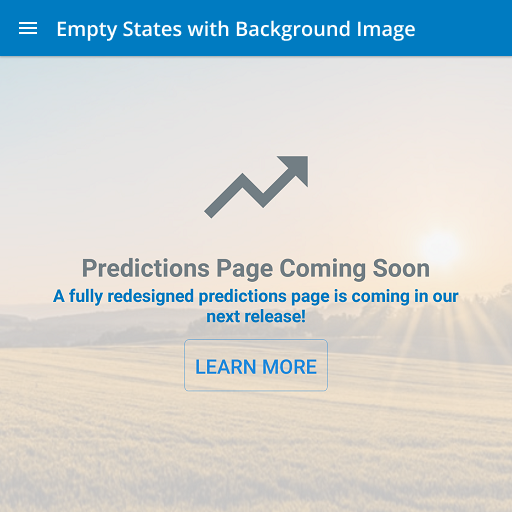 Empty States with Background Image
Predictions Page Coming Soon
A fully redesigned predictions page is coming in our
next release!
LEARN MORE